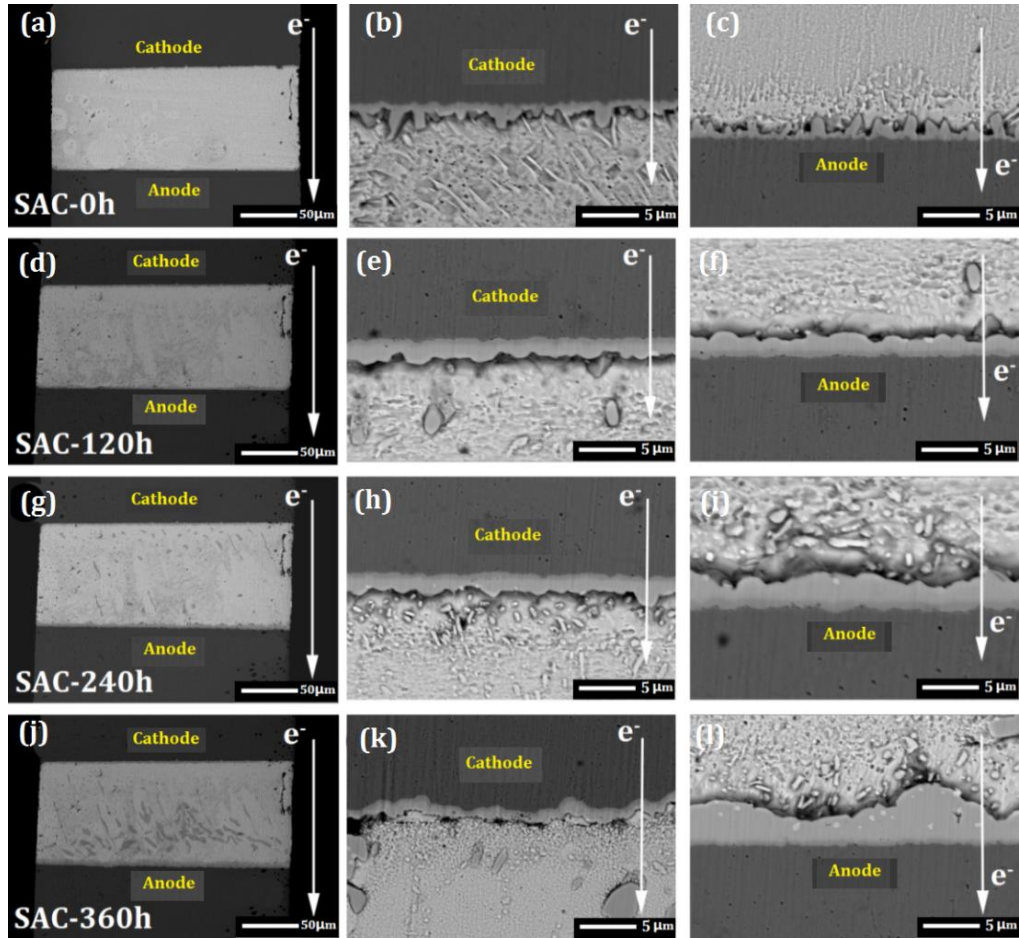 (a)
e-
Cathode
Anode
SAC-0h
50μm
(b)
e-
Cathode
5 μm
(c)
Anode
e-
5 μm
(d)
e-
Cathode
Anode
SAC-120h
50μm
(e)
e-
Cathode
5 μm
(f)
Anode
e-
5 μm
(g)
e-
Cathode
Anode
SAC-240h
50μm
(h)
e-
Cathode
5 μm
(i)
Anode
e-
5 μm
(j)
e-
Cathode
Anode
SAC-360h
50μm
(k)
e-
Cathode
5 μm
(l)
Anode
e-
5 μm